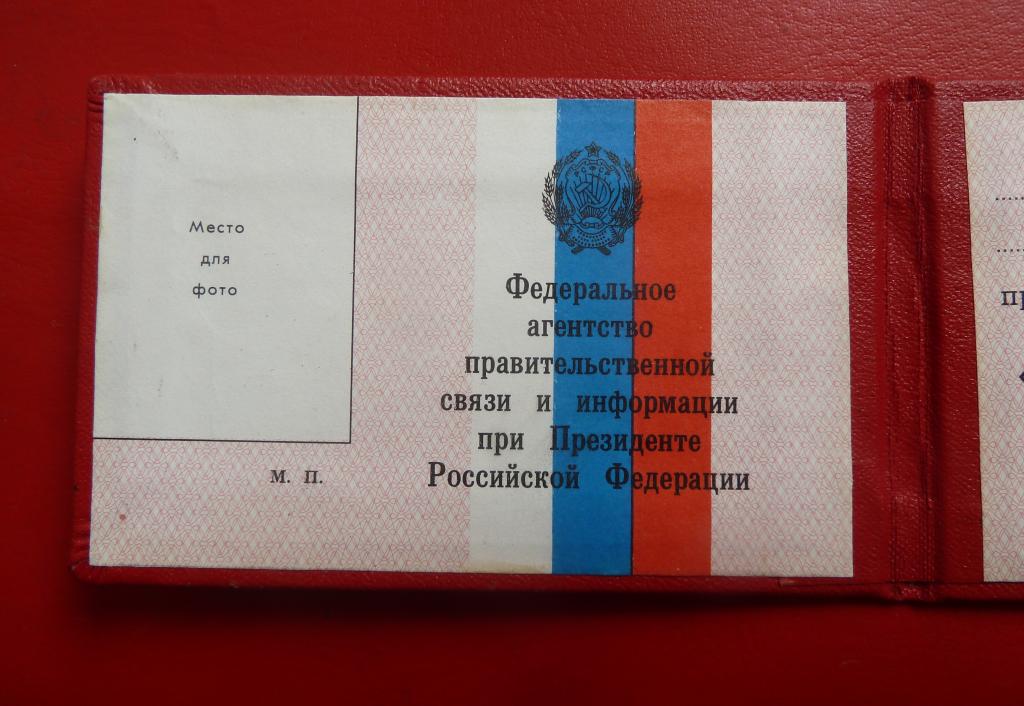 Место
для
фото
м. п.
Федеральное
агентство
правительственной
связи и информации
при Президенте
Российской Федерации